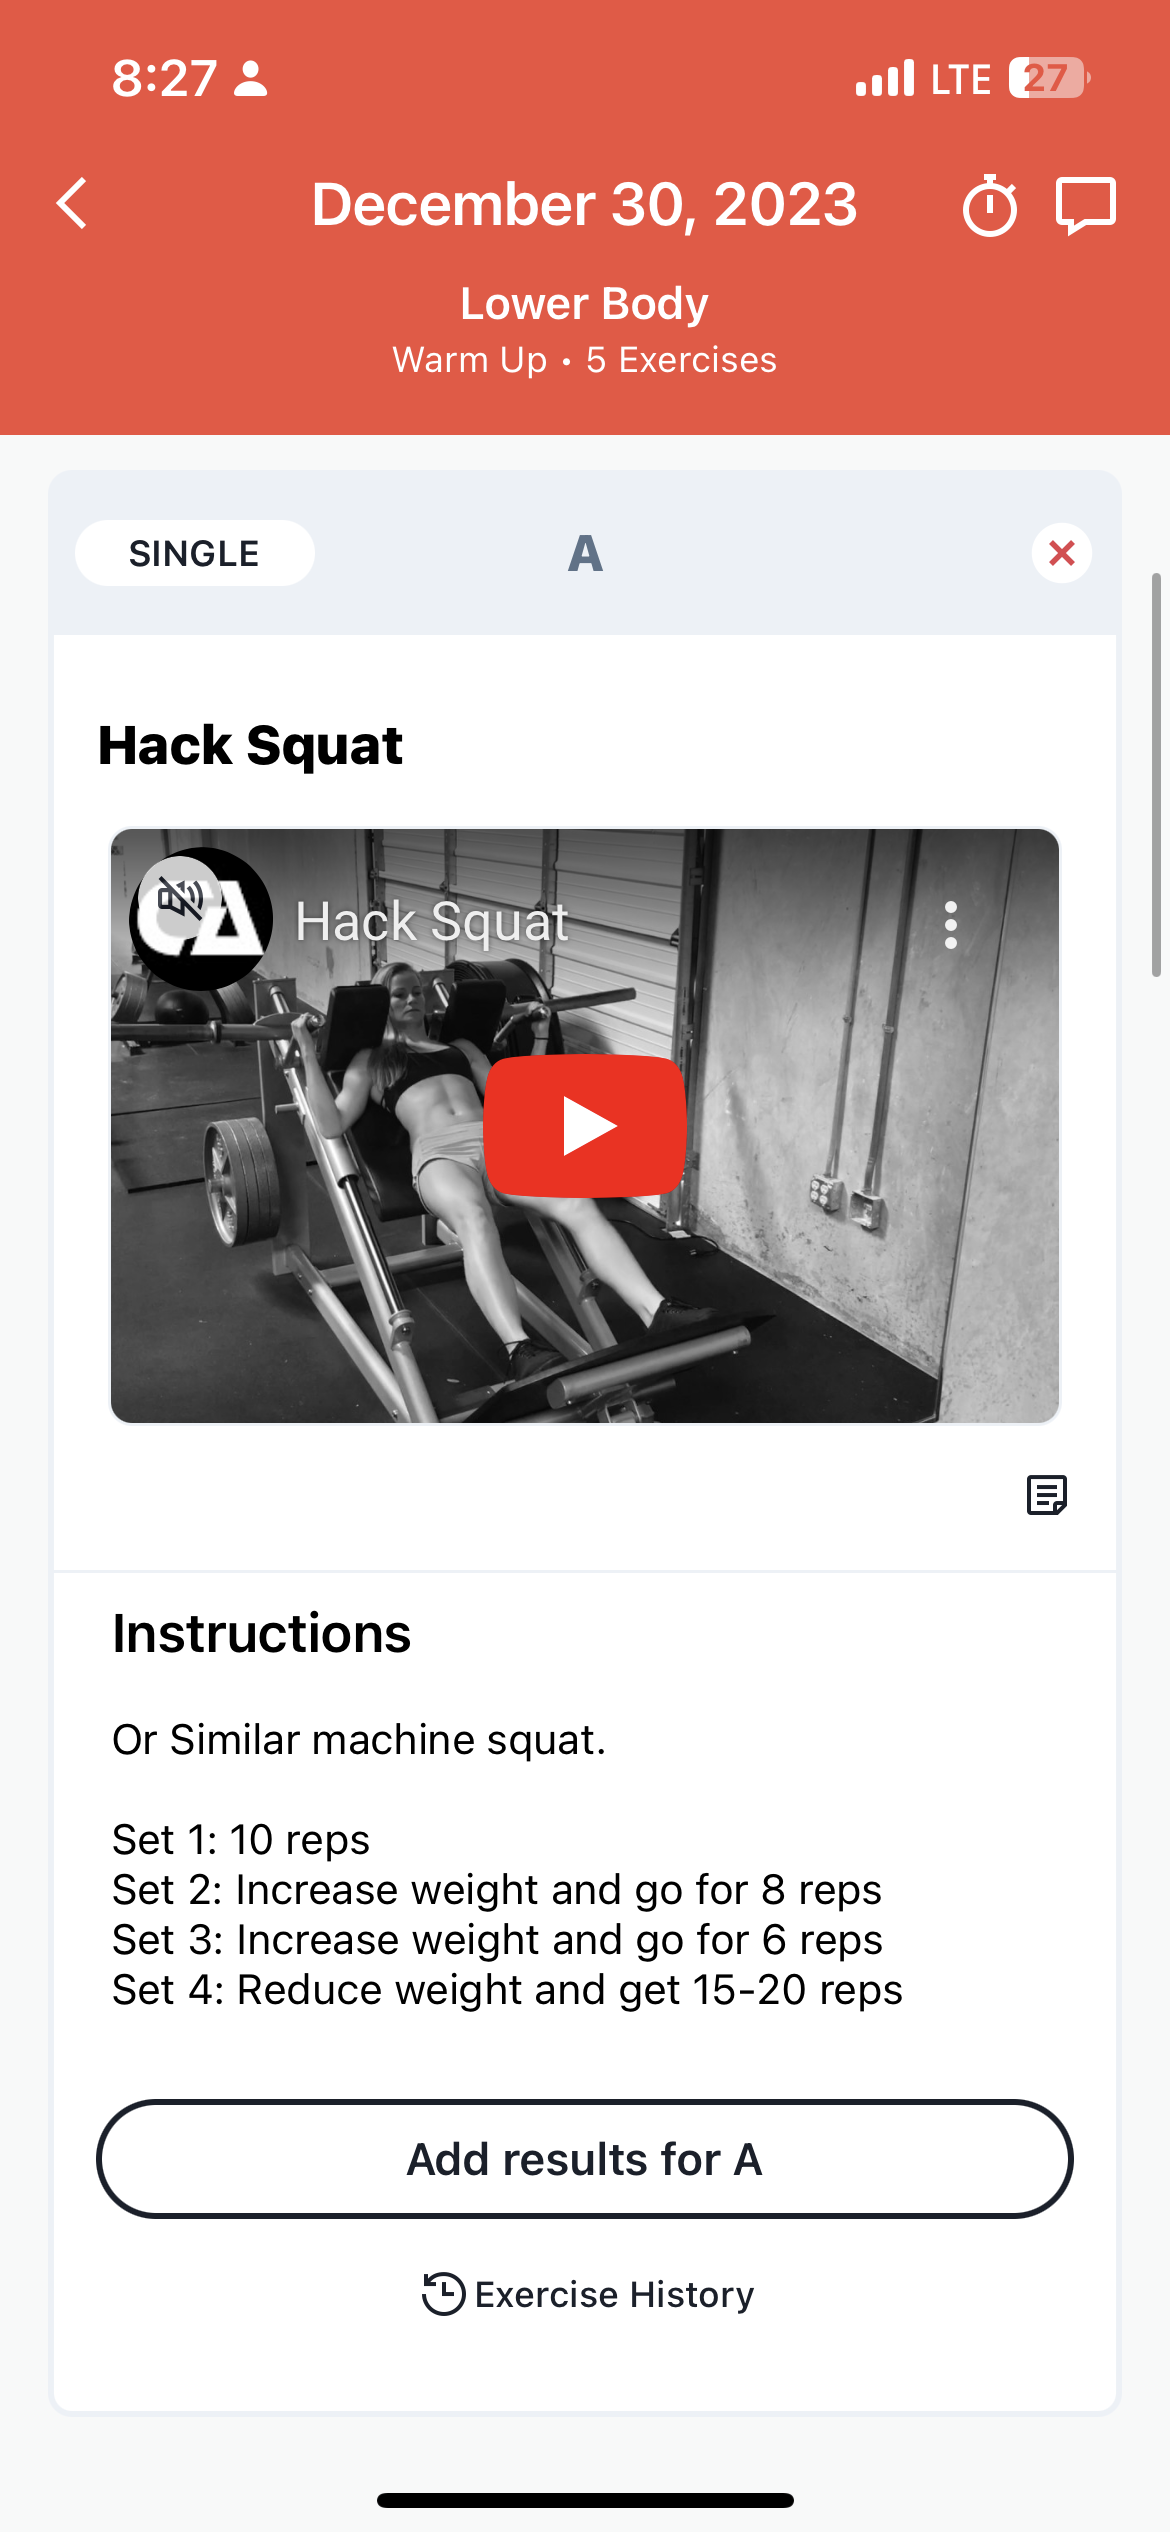 8:27 LTE 27
December 30, 2023
Lower Body
Warm Up • 5 Exercises
SINGLE A
Hack Squat
CA Hack Squat
Instructions
Or Similar machine squat.
Set 1: 10 reps
Set 2: Increase weight and go for 8 reps
Set 3: Increase weight and go for 6 reps
Set 4: Reduce weight and get 15-20 reps
Add results for A
Exercise History